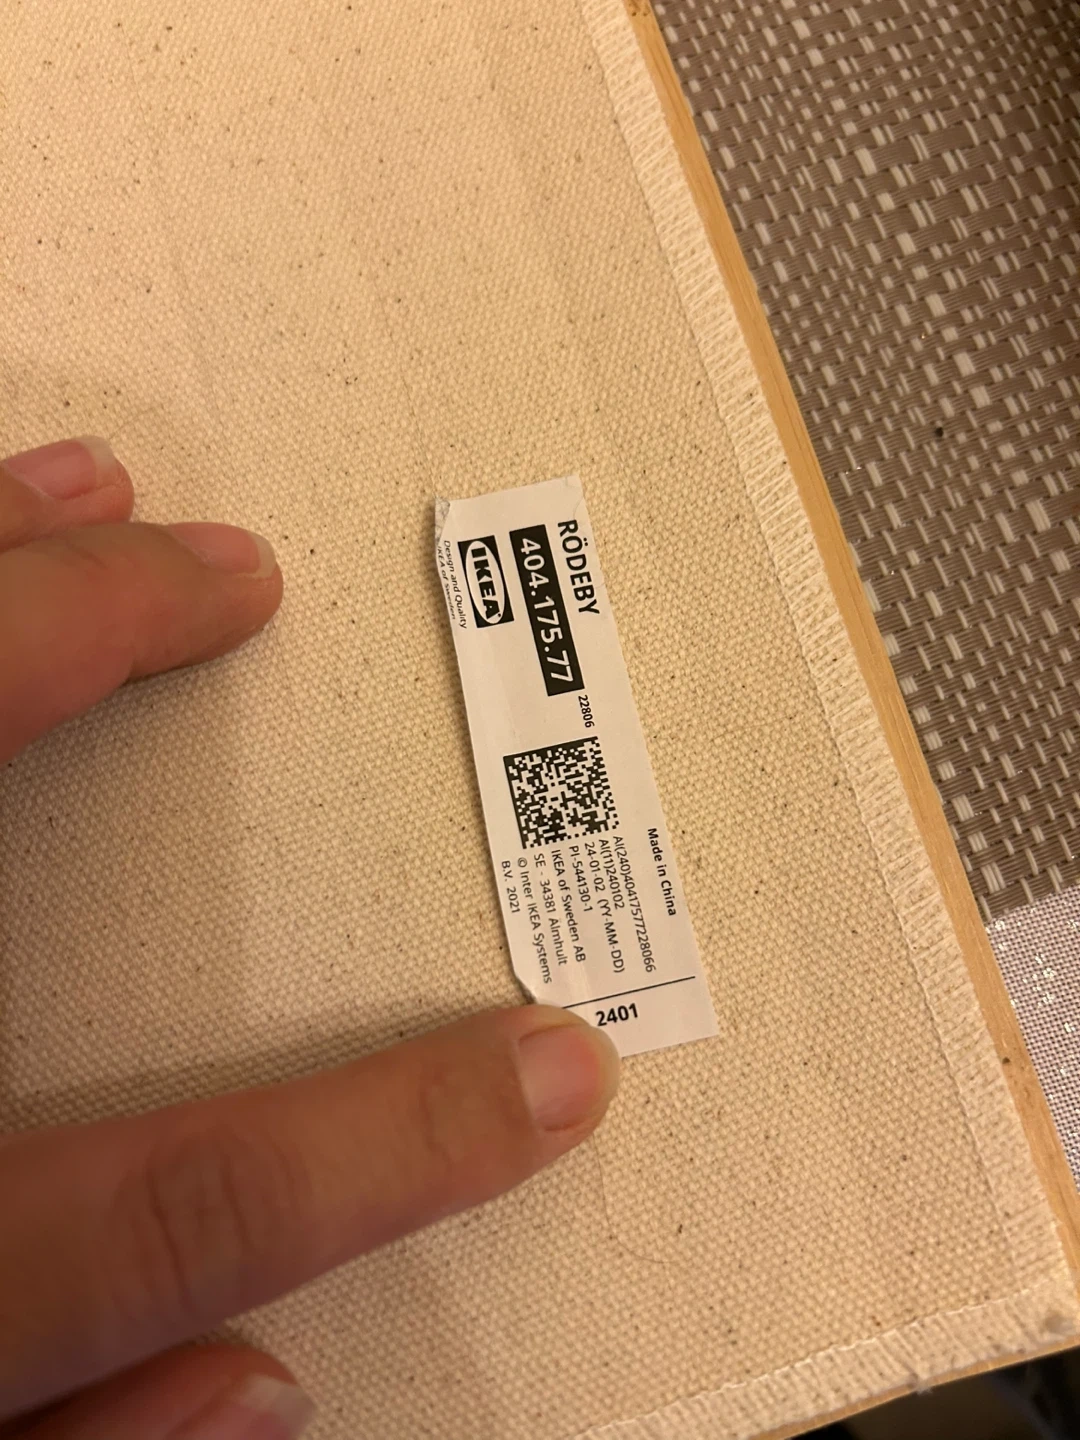 RÖDEBY
404.175.77
22806
IKEA
Design and Quality
IKEA of Sweden
Made in China
AI(240)4041757722​8066
AI(11)240102
24-01-02 (YY-MM-DD)
PI-544130-1
IKEA of Sweden AB
SE - 34381 Älmhult
© Inter IKEA Systems
B.V. 2021
2401